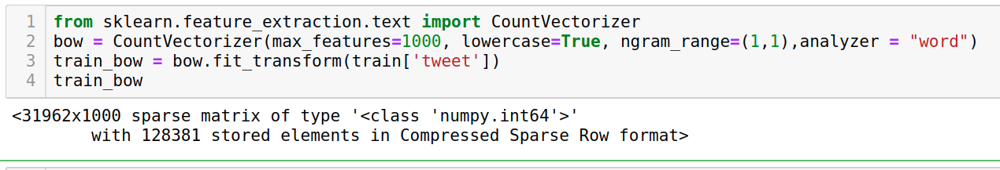 1 from sklearn.feature_extraction.text import CountVectorizer
2 bow = CountVectorizer(max_features=1000, lowercase=True, ngram_range=(1,1),analyzer = "word")
3 train_bow = bow.fit_transform(train['tweet'])
4 train_bow
<31962x1000 sparse matrix of type '<class 'numpy.int64'>'
with 128381 stored elements in Compressed Sparse Row format>